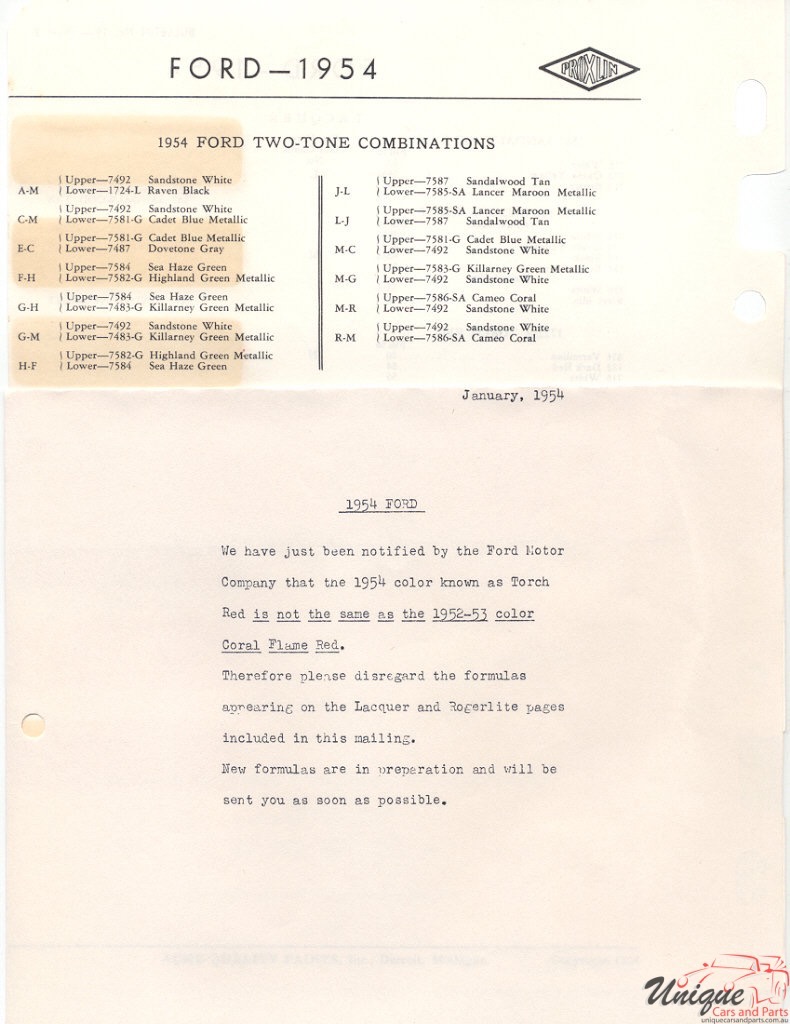 FORD—1954
PROXLIN
1954 FORD TWO-TONE COMBINATIONS
A-M { Upper—7492 Sandstone White
Lower—1724-L Raven Black
C-M { Upper—7492 Sandstone White
Lower—7581-G Cadet Blue Metallic
E-C { Upper—7581-G Cadet Blue Metallic
Lower—7487 Dovetone Gray
F-H { Upper—7584 Sea Haze Green
Lower—7582-G Highland Green Metallic
G-H { Upper—7584 Sea Haze Green
Lower—7483-G Killarney Green Metallic
G-M { Upper—7492 Sandstone White
Lower—7483-G Killarney Green Metallic
H-F { Upper—7582-G Highland Green Metallic
Lower—7584 Sea Haze Green
J-L { Upper—7587 Sandalwood Tan
Lower—7585-SA Lancer Maroon Metallic
L-J { Upper—7585-SA Lancer Maroon Metallic
Lower—7587 Sandalwood Tan
M-C { Upper—7581-G Cadet Blue Metallic
Lower—7492 Sandstone White
M-G { Upper—7583-G Killarney Green Metallic
Lower—7492 Sandstone White
M-R { Upper—7586-SA Cameo Coral
Lower—7492 Sandstone White
R-M { Upper—7492 Sandstone White
Lower—7586-SA Cameo Coral
January, 1954
1954 FORD
We have just been notified by the Ford Motor
Company that the 1954 color known as Torch
Red is not the same as the 1952-53 color
Coral Flame Red.
Therefore please disregard the formulas
appearing on the Lacquer and Rogerlite pages
included in this mailing.
New formulas are in preparation and will be
sent you as soon as possible.
Unique
Cars and Parts
uniquecarsandparts.com.au